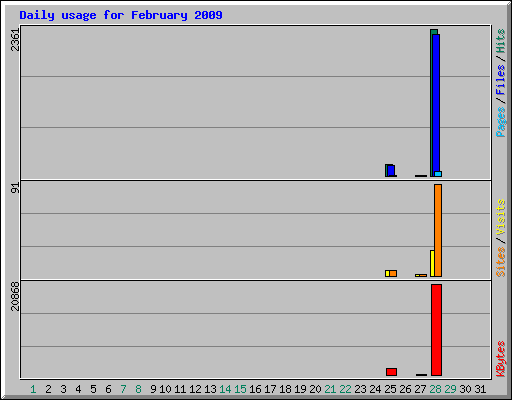 Daily usage for February 2009
2361
Pages / Files / Hits
91
Sites / Visits
20868
KBytes
1 2 3 4 5 6 7 8 9 10 11 12 13 14 15 16 17 18 19 20 21 22 23 24 25 26 27 28 29 30 31